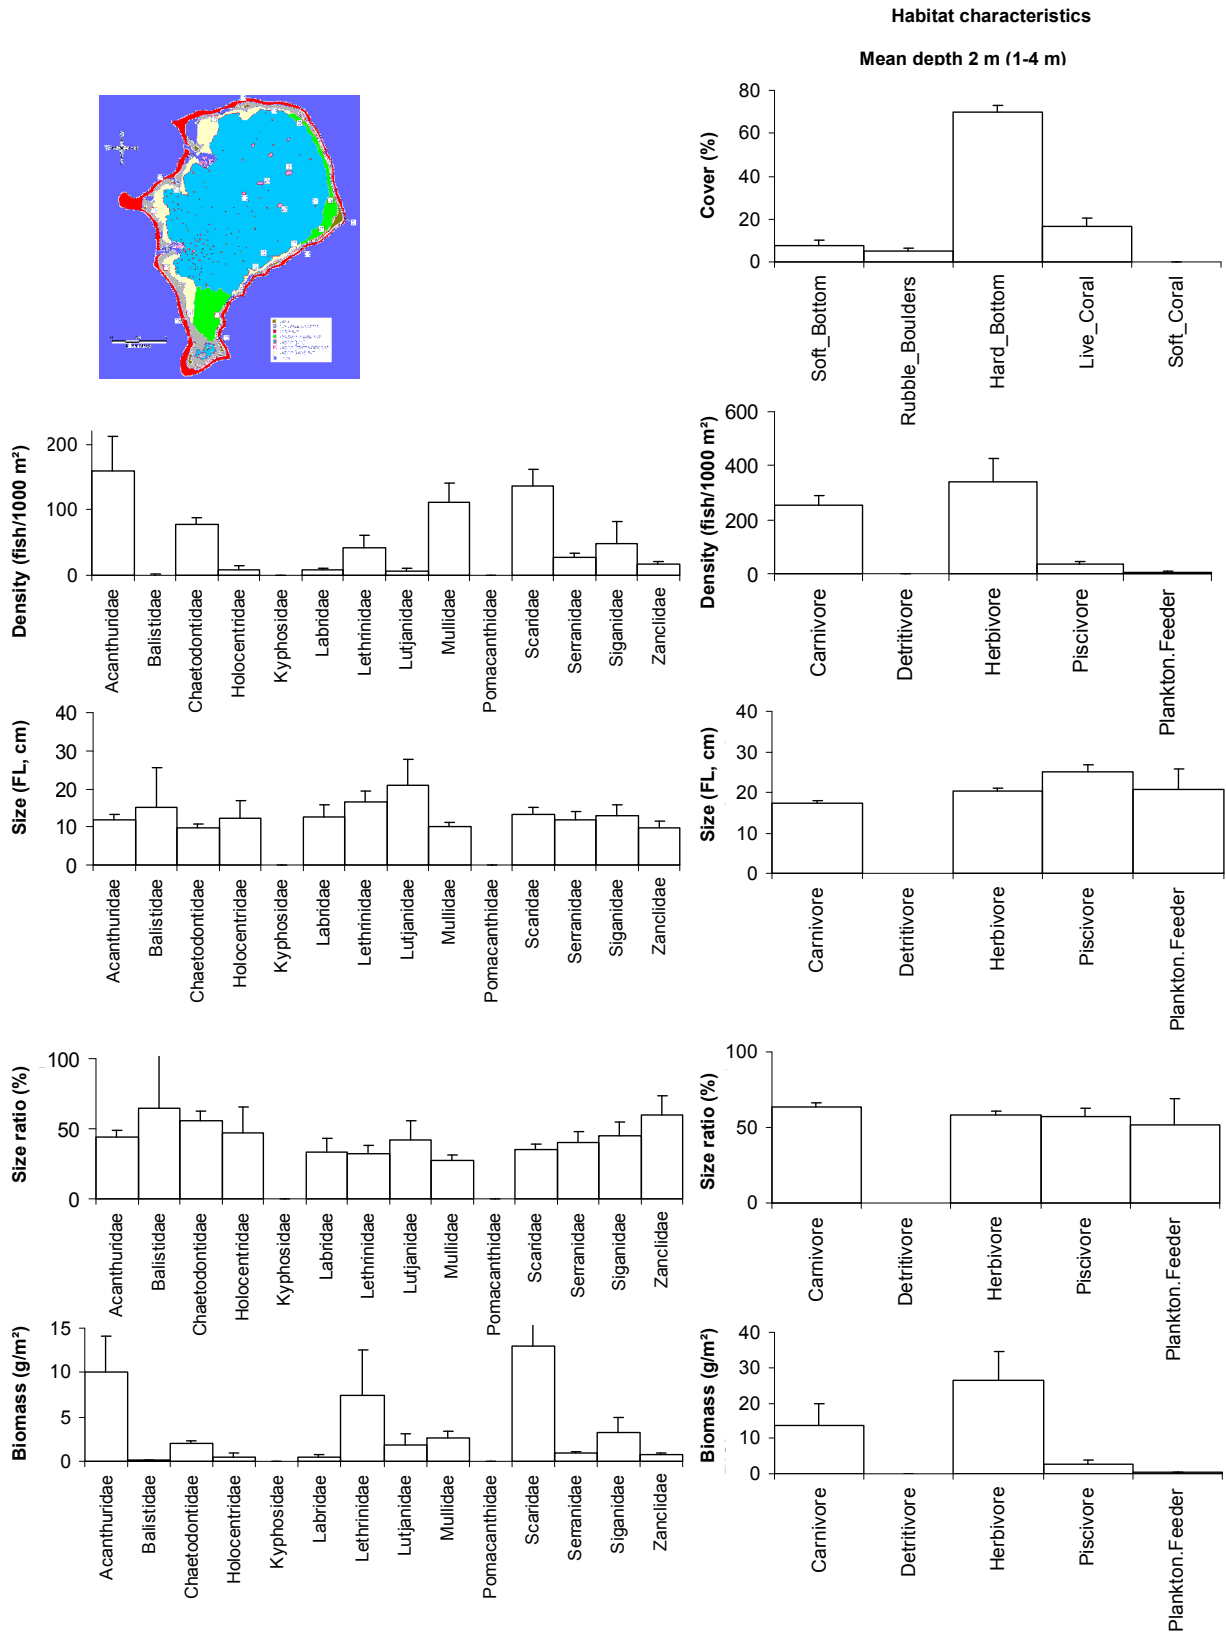 Habitat characteristics
Mean depth 2 m (1-4 m)
Cover (%)
80
60
40
20
0
Soft_Bottom
Rubble_Boulders
Hard_Bottom
Live_Coral
Soft_Coral
Density (fish/1000 m²)
200
100
0
Acanthuridae
Balistidae
Chaetodontidae
Holocentridae
Kyphosidae
Labridae
Lethrinidae
Lutjanidae
Mullidae
Pomacanthidae
Scaridae
Serranidae
Siganidae
Zanclidae
Density (fish/1000 m²)
600
400
200
0
Carnivore
Detritivore
Herbivore
Piscivore
Plankton.Feeder
Size (FL, cm)
40
30
20
10
0
Acanthuridae
Balistidae
Chaetodontidae
Holocentridae
Kyphosidae
Labridae
Lethrinidae
Lutjanidae
Mullidae
Pomacanthidae
Scaridae
Serranidae
Siganidae
Zanclidae
Size (FL, cm)
40
30
20
10
0
Carnivore
Detritivore
Herbivore
Piscivore
Plankton.Feeder
Size ratio (%)
100
50
0
Acanthuridae
Balistidae
Chaetodontidae
Holocentridae
Kyphosidae
Labridae
Lethrinidae
Lutjanidae
Mullidae
Pomacanthidae
Scaridae
Serranidae
Siganidae
Zanclidae
Size ratio (%)
100
50
0
Carnivore
Detritivore
Herbivore
Piscivore
Plankton.Feeder
Biomass (g/m²)
15
10
5
0
Acanthuridae
Balistidae
Chaetodontidae
Holocentridae
Kyphosidae
Labridae
Lethrinidae
Lutjanidae
Mullidae
Pomacanthidae
Scaridae
Serranidae
Siganidae
Zanclidae
Biomass (g/m²)
40
30
20
10
0
Carnivore
Detritivore
Herbivore
Piscivore
Plankton.Feeder